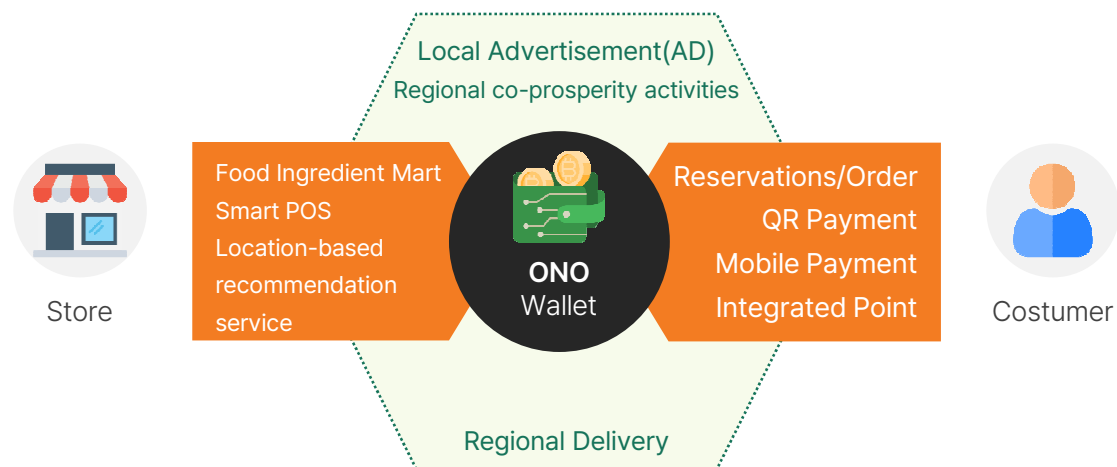 Local Advertisement(AD)
Regional co-prosperity activities
Food Ingredient Mart
Smart POS
Location-based
recommendation
service
Store
ONO
Wallet
Reservations/Order
QR Payment
Mobile Payment
Integrated Point
Costumer
Regional Delivery